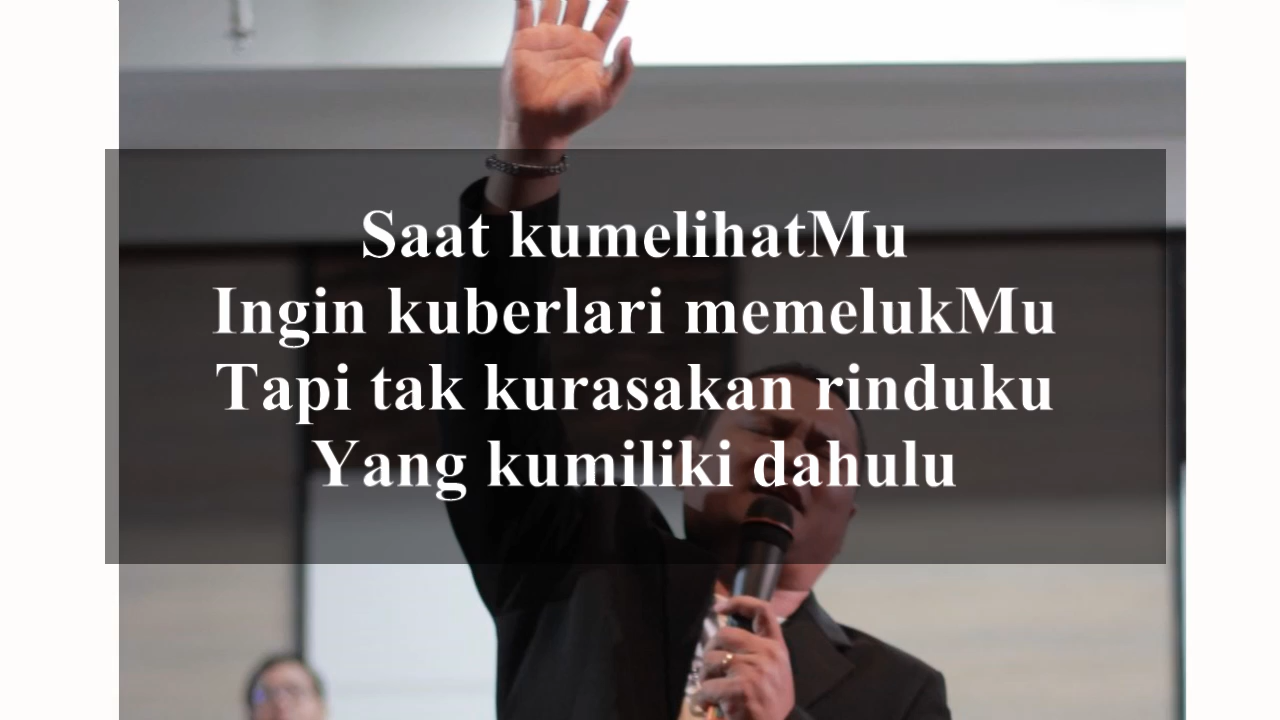 Saat kumelihatMu
Ingin kuberlari memelukMu
Tapi tak kurasakan rinduku
Yang kumiliki dahulu